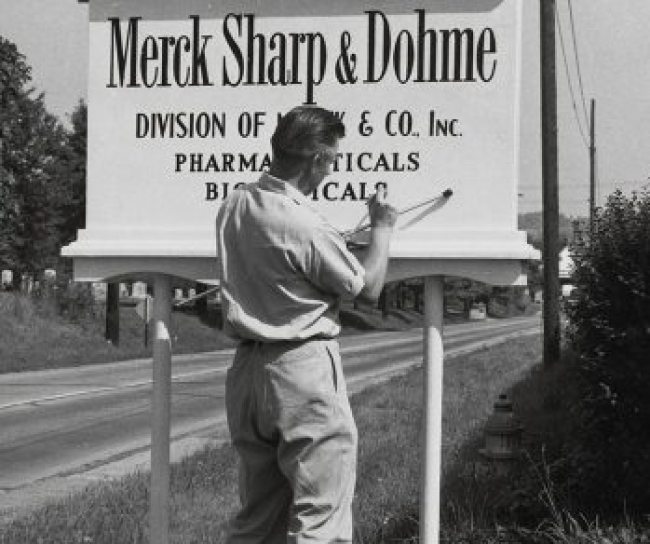 Merck Sharp & Dohme
DIVISION OF & CO., INC.